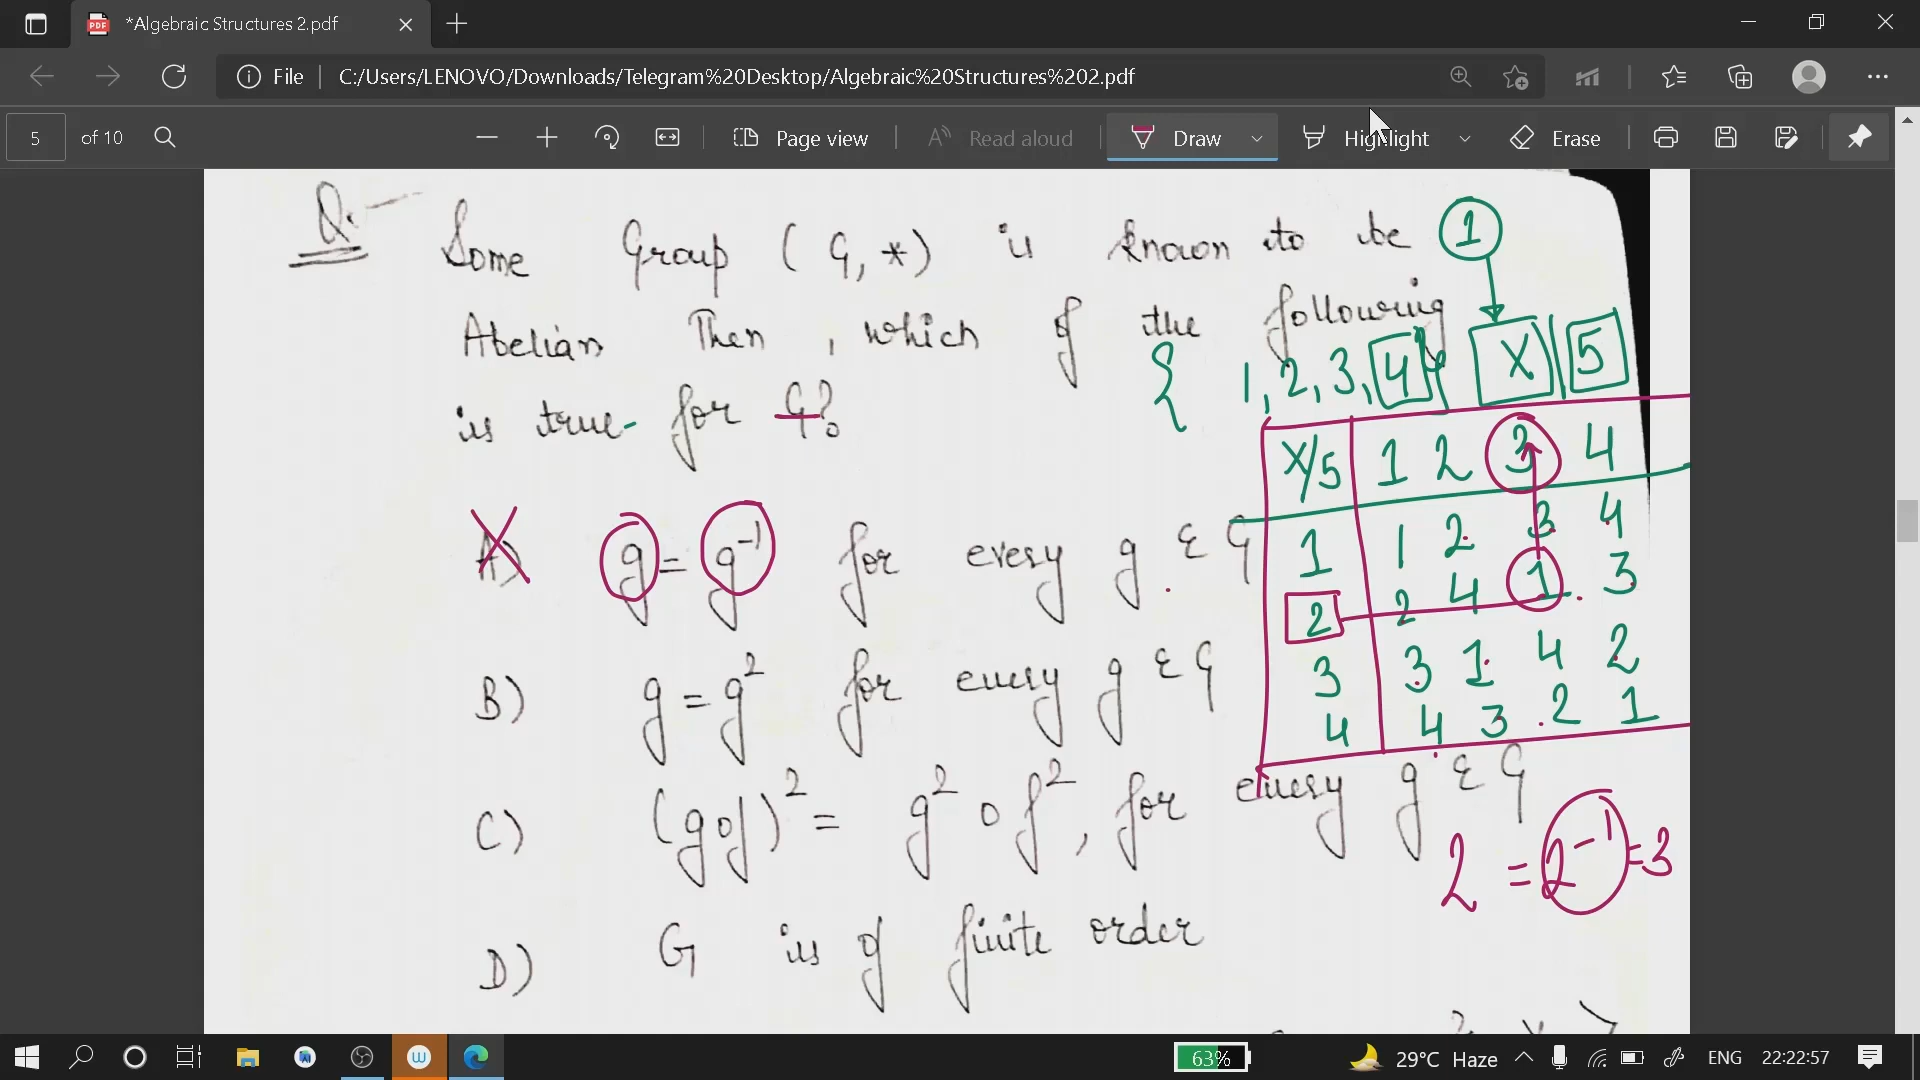 *Algebraic Structures 2.pdf
File C:/Users/LENOVO/Downloads/Telegram%20Desktop/Algebraic%20Structures%202.pdf
5 of 10 Page view Read aloud Draw Highlight Erase
Q. Some Group (G, *) is known to be
Abelian Then, which of the following
is true for G?
A) g = g⁻¹ for every g ε G
B) g = g² for every g ε G
C) (gof)² = g² o f², for every g ε G
D) G is of finite order
1
{ 1, 2, 3, 4 } X 5
X/5 1 2 3 4
1 1 2 3 4
2 2 4 1 3
3 3 1 4 2
4 4 3 2 1
2 = 2⁻¹ = 3
63% 29°C Haze ENG 22:22:57